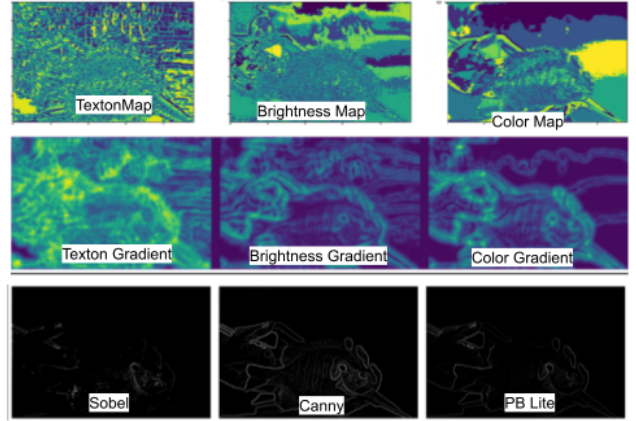 TextonMap
Brightness Map
Color Map
Texton Gradient
Brightness Gradient
Color Gradient
Sobel
Canny
PB Lite